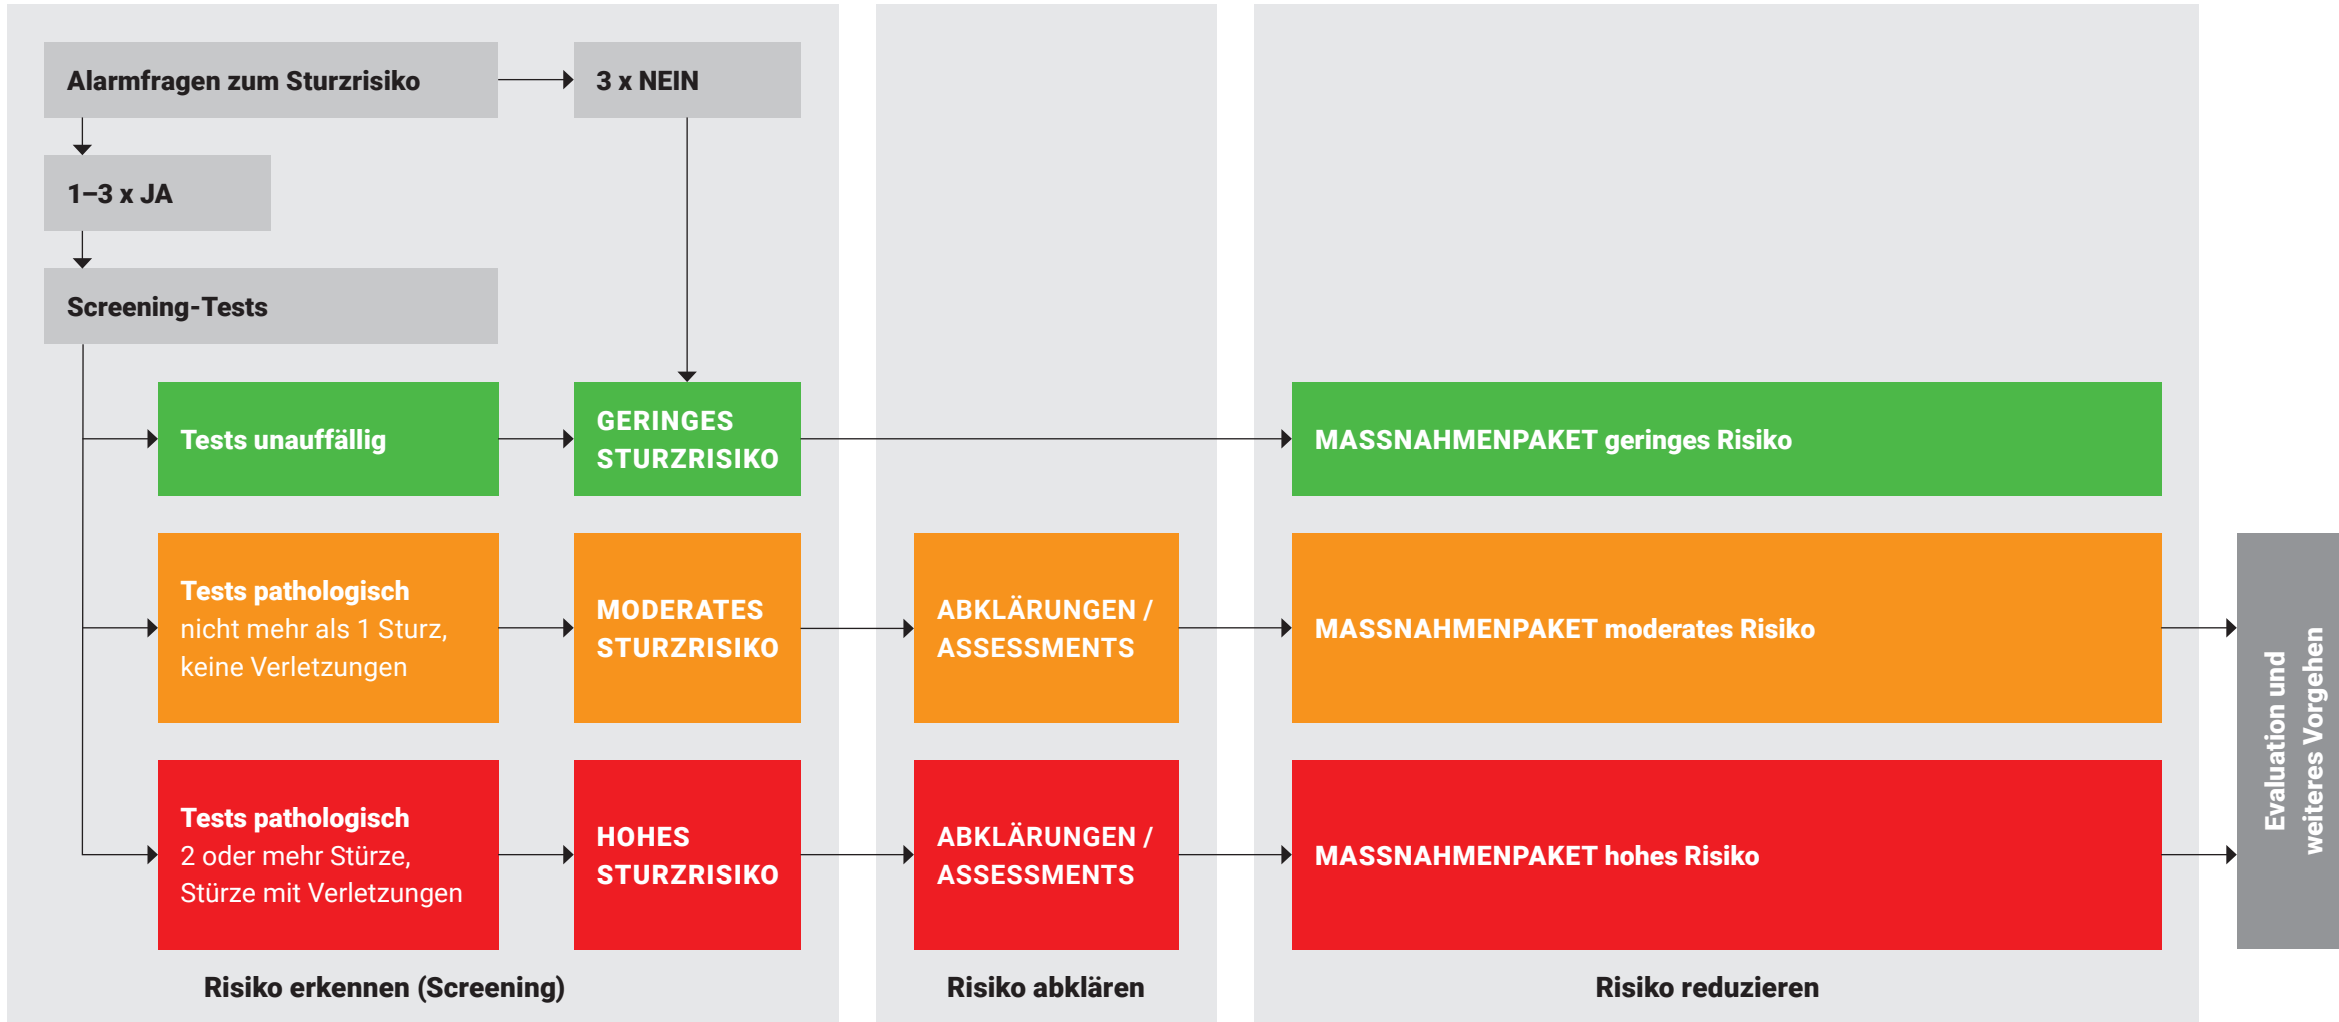 Alarmfragen zum Sturzrisiko
3 x NEIN
1–3 x JA
Screening-Tests
Tests unauffällig
GERINGES
STURZRISIKO
MASSNAHMENPAKET geringes Risiko
Tests pathologisch
nicht mehr als 1 Sturz,
keine Verletzungen
MODERATES
STURZRISIKO
ABKLÄRUNGEN /
ASSESSMENTS
MASSNAHMENPAKET moderates Risiko
Tests pathologisch
2 oder mehr Stürze,
Stürze mit Verletzungen
HOHES
STURZRISIKO
ABKLÄRUNGEN /
ASSESSMENTS
MASSNAHMENPAKET hohes Risiko
Evaluation und
weiteres Vorgehen
Risiko erkennen (Screening)
Risiko abklären
Risiko reduzieren